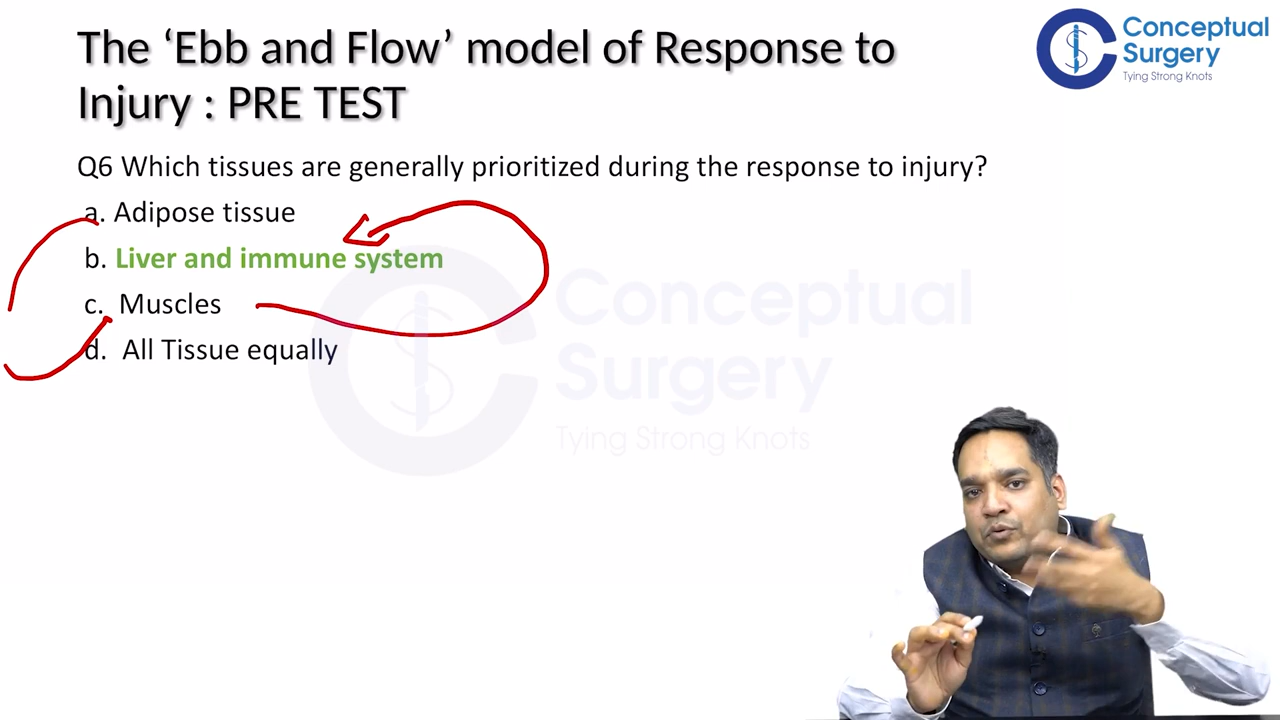 The ‘Ebb and Flow’ model of Response to
Injury : PRE TEST
Conceptual
Surgery
Tying Strong Knots
Q6 Which tissues are generally prioritized during the response to injury?
a. Adipose tissue
b. Liver and immune system
c. Muscles
d. All Tissue equally
Conceptual
Surgery
Tying Strong Knots